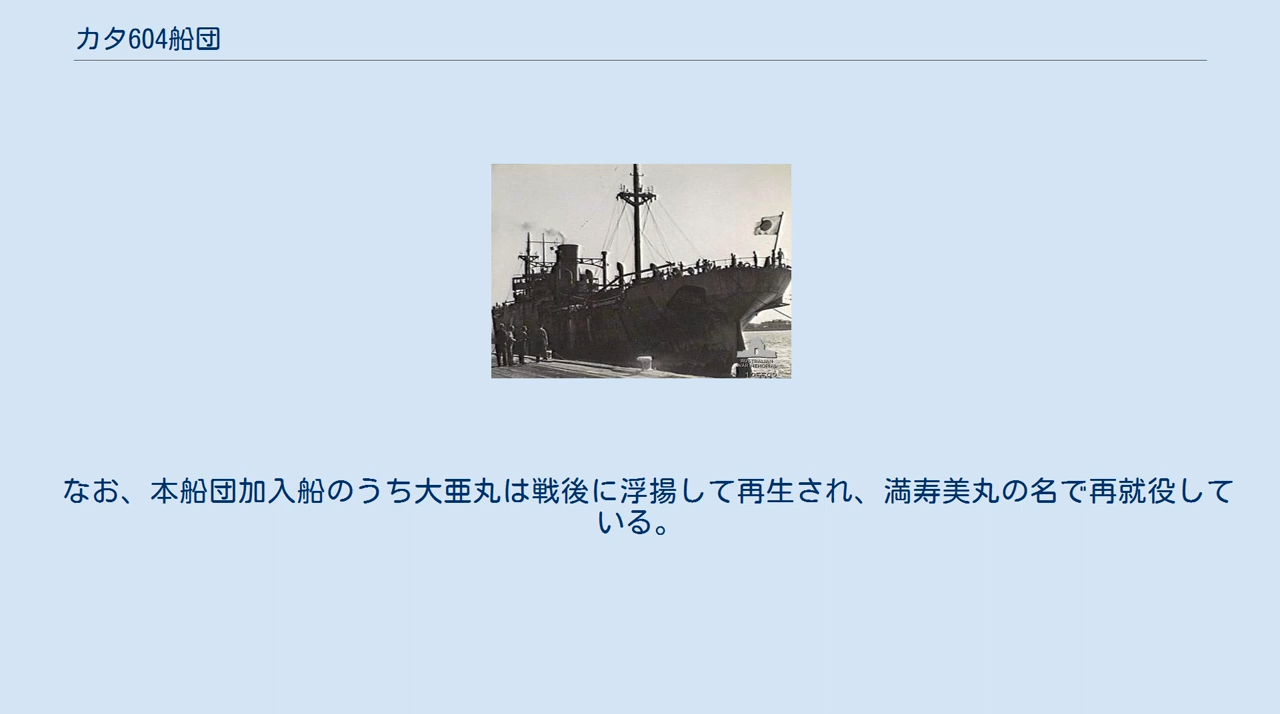 カタ604船団
なお、本船団加入船のうち大亜丸は戦後に浮揚して再生され、満寿美丸の名で再就役して
いる。